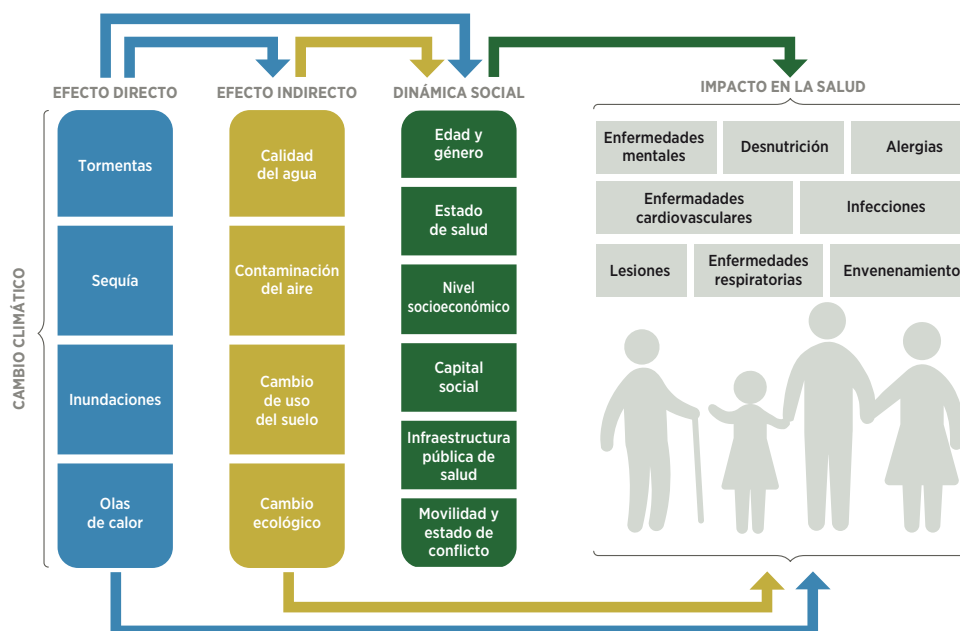 EFECTO DIRECTO
EFECTO INDIRECTO
DINÁMICA SOCIAL
IMPACTO EN LA SALUD
CAMBIO CLIMÁTICO
Tormentas
Sequía
Inundaciones
Olas
de calor
Calidad
del agua
Contaminación
del aire
Cambio
de uso
del suelo
Cambio
ecológico
Edad y
género
Estado
de salud
Nivel
socioeconómico
Capital
social
Infraestructura
pública de
salud
Movilidad y
estado de
conflicto
Enfermedades
mentales
Desnutrición
Alergias
Enfermadades
cardiovasculares
Infecciones
Lesiones
Enfermedades
respiratorias
Envenenamiento